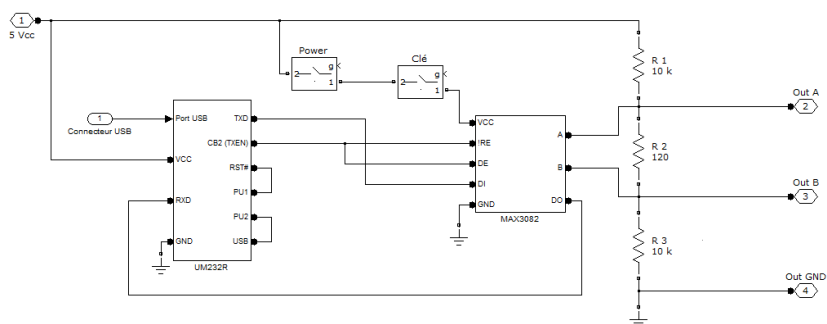 1
5 Vcc
Power
g
2
1
Clé
g
2
1
R 1
10 k
Out A
2
1
Connecteur USB
Port USB
TXD
CB2 (TXEN)
VCC
RST#
PU1
RXD
PU2
GND
USB
UM232R
VCC
A
!RE
DE
B
DI
GND
DO
MAX3082
R 2
120
Out B
3
R 3
10 k
Out GND
4